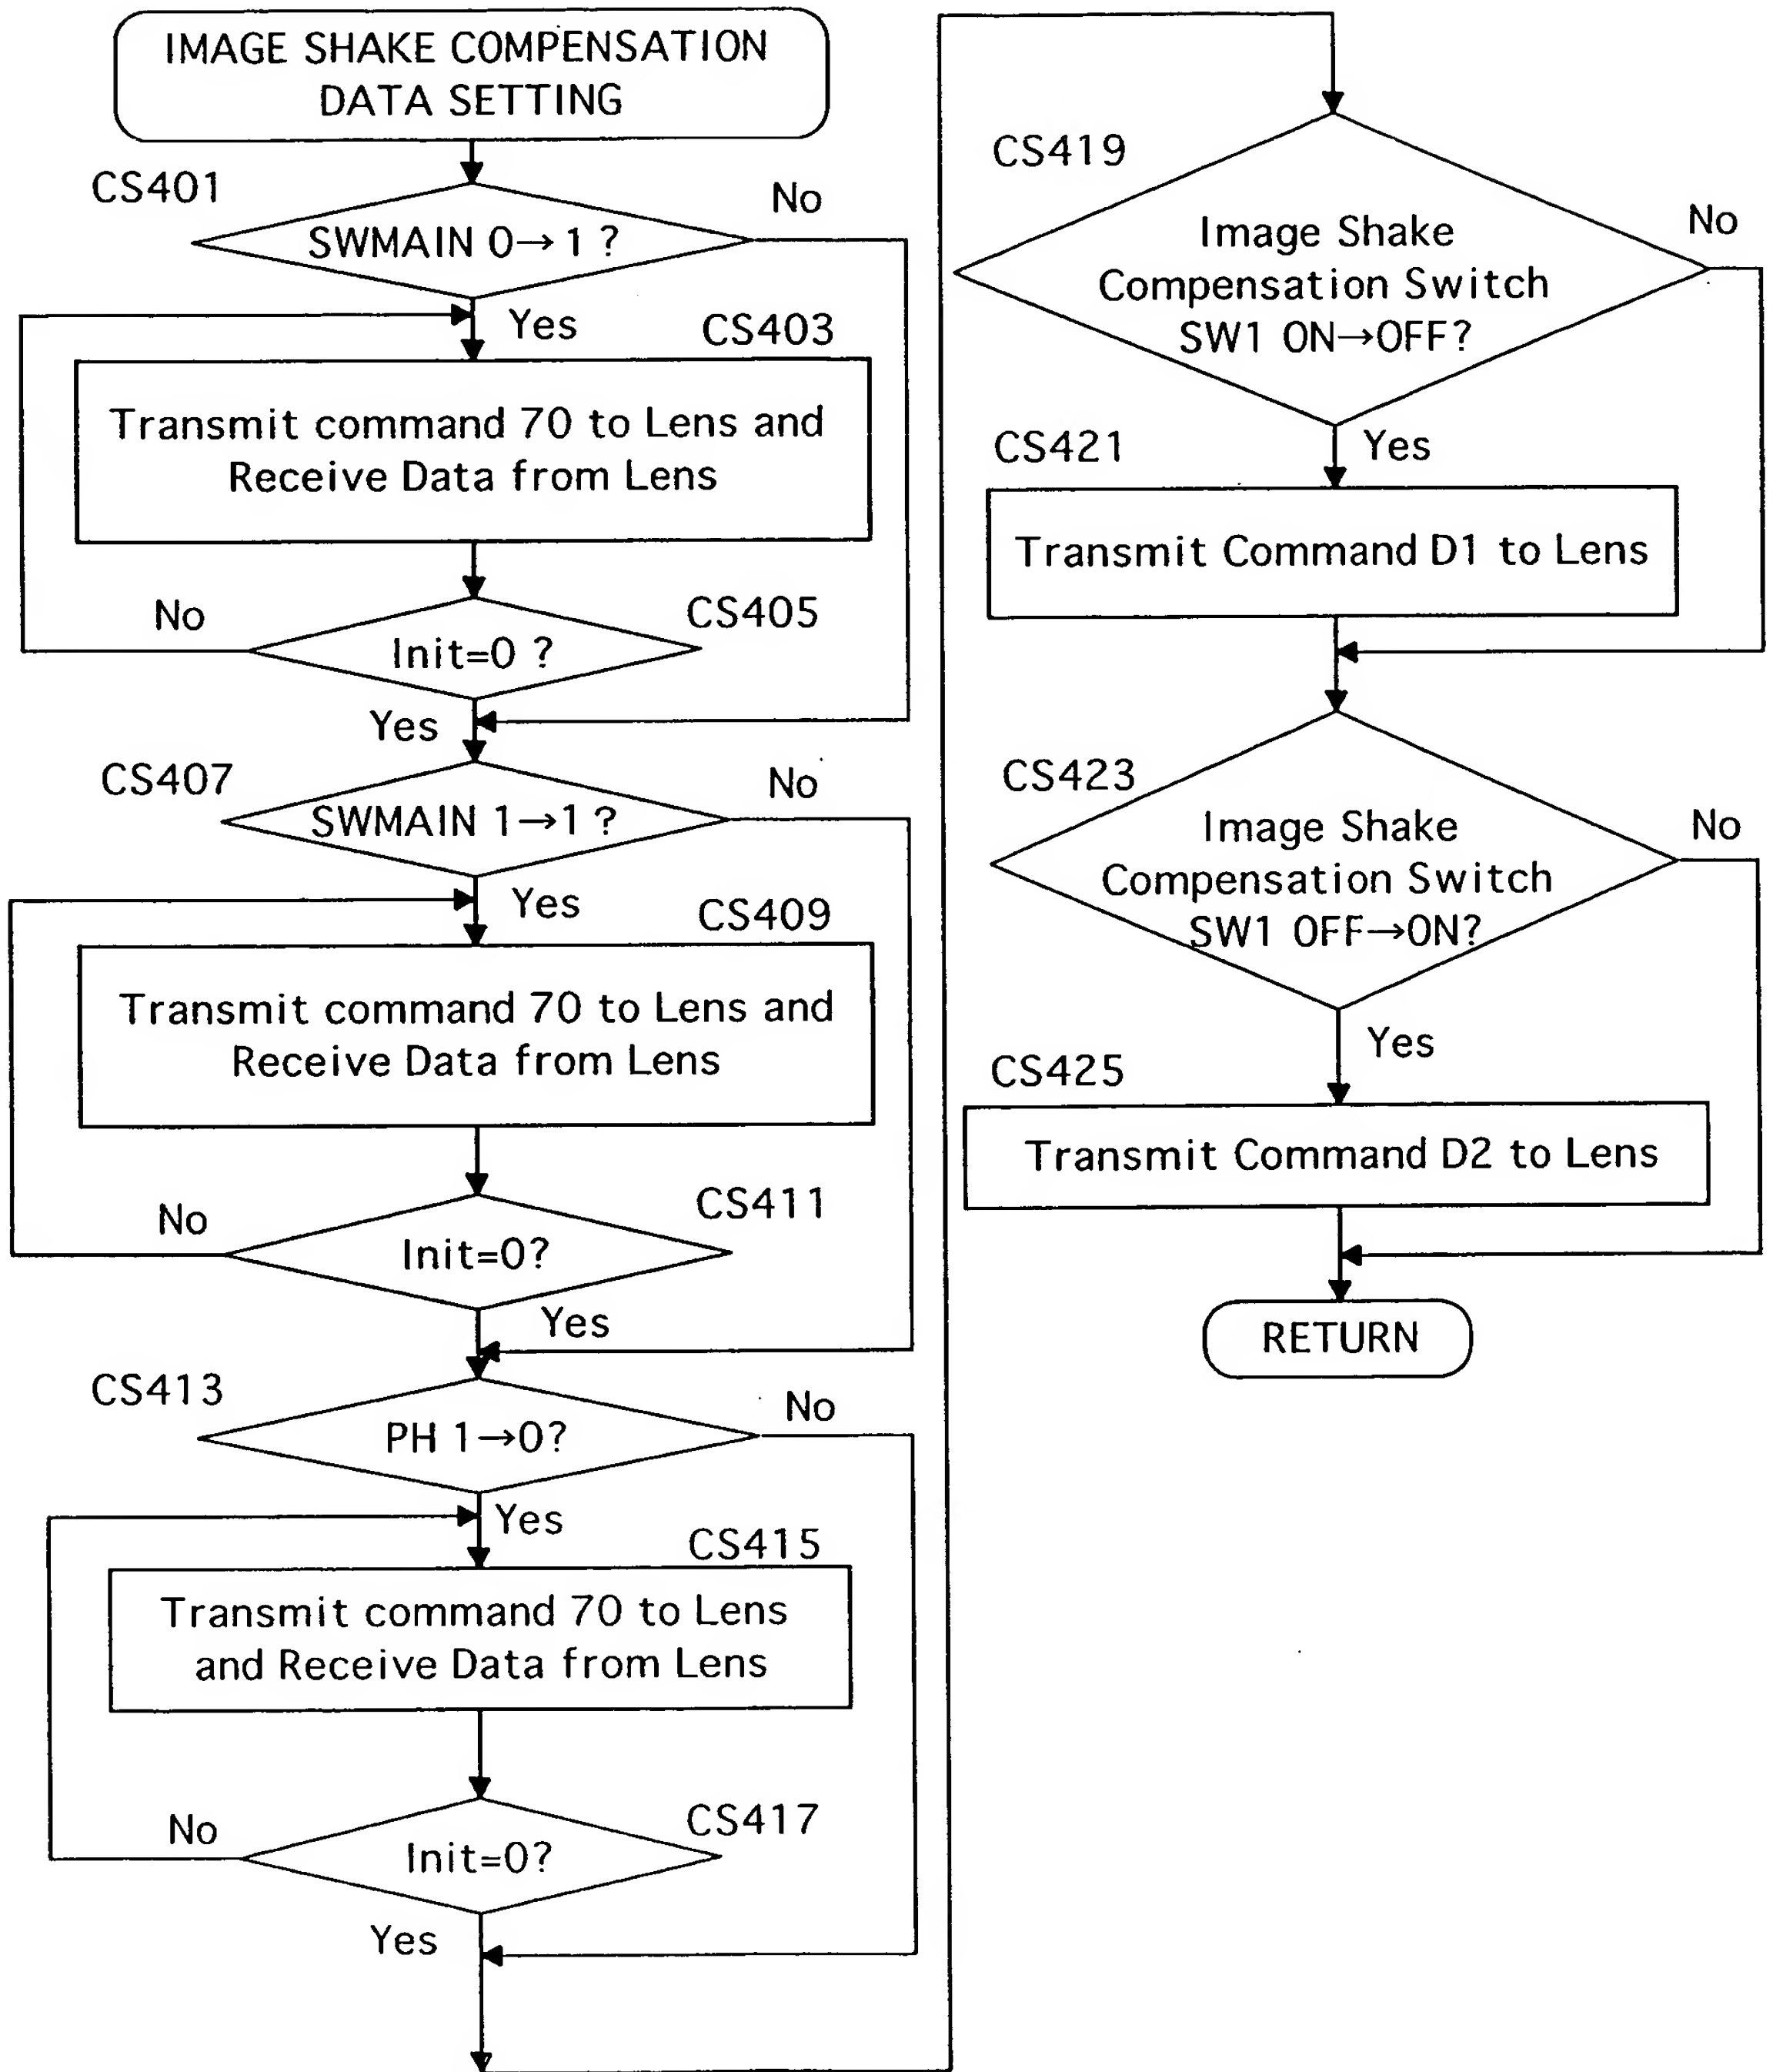 IMAGE SHAKE COMPENSATION
DATA SETTING
CS401
No
SWMAIN 0→1 ?
Yes
CS403
Transmit command 70 to Lens and
Receive Data from Lens
No
CS405
Init=0 ?
Yes
CS407
No
SWMAIN 1→1 ?
Yes
CS409
Transmit command 70 to Lens and
Receive Data from Lens
No
CS411
Init=0?
Yes
CS413
No
PH 1→0?
Yes
CS415
Transmit command 70 to Lens
and Receive Data from Lens
No
CS417
Init=0?
Yes
CS419
No
Image Shake
Compensation Switch
SW1 ON→OFF?
CS421
Yes
Transmit Command D1 to Lens
CS423
No
Image Shake
Compensation Switch
SW1 OFF→ON?
Yes
CS425
Transmit Command D2 to Lens
RETURN